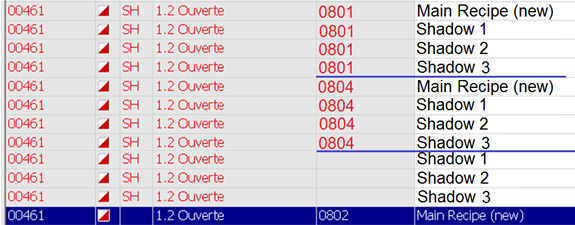 00461 SH 1.2 Ouverte 0801 Main Recipe (new)
00461 SH 1.2 Ouverte 0801 Shadow 1
00461 SH 1.2 Ouverte 0801 Shadow 2
00461 SH 1.2 Ouverte 0801 Shadow 3
00461 SH 1.2 Ouverte 0804 Main Recipe (new)
00461 SH 1.2 Ouverte 0804 Shadow 1
00461 SH 1.2 Ouverte 0804 Shadow 2
00461 SH 1.2 Ouverte 0804 Shadow 3
00461 SH 1.2 Ouverte Shadow 1
00461 SH 1.2 Ouverte Shadow 2
00461 SH 1.2 Ouverte Shadow 3
00461 1.2 Ouverte 0802 Main Recipe (new)